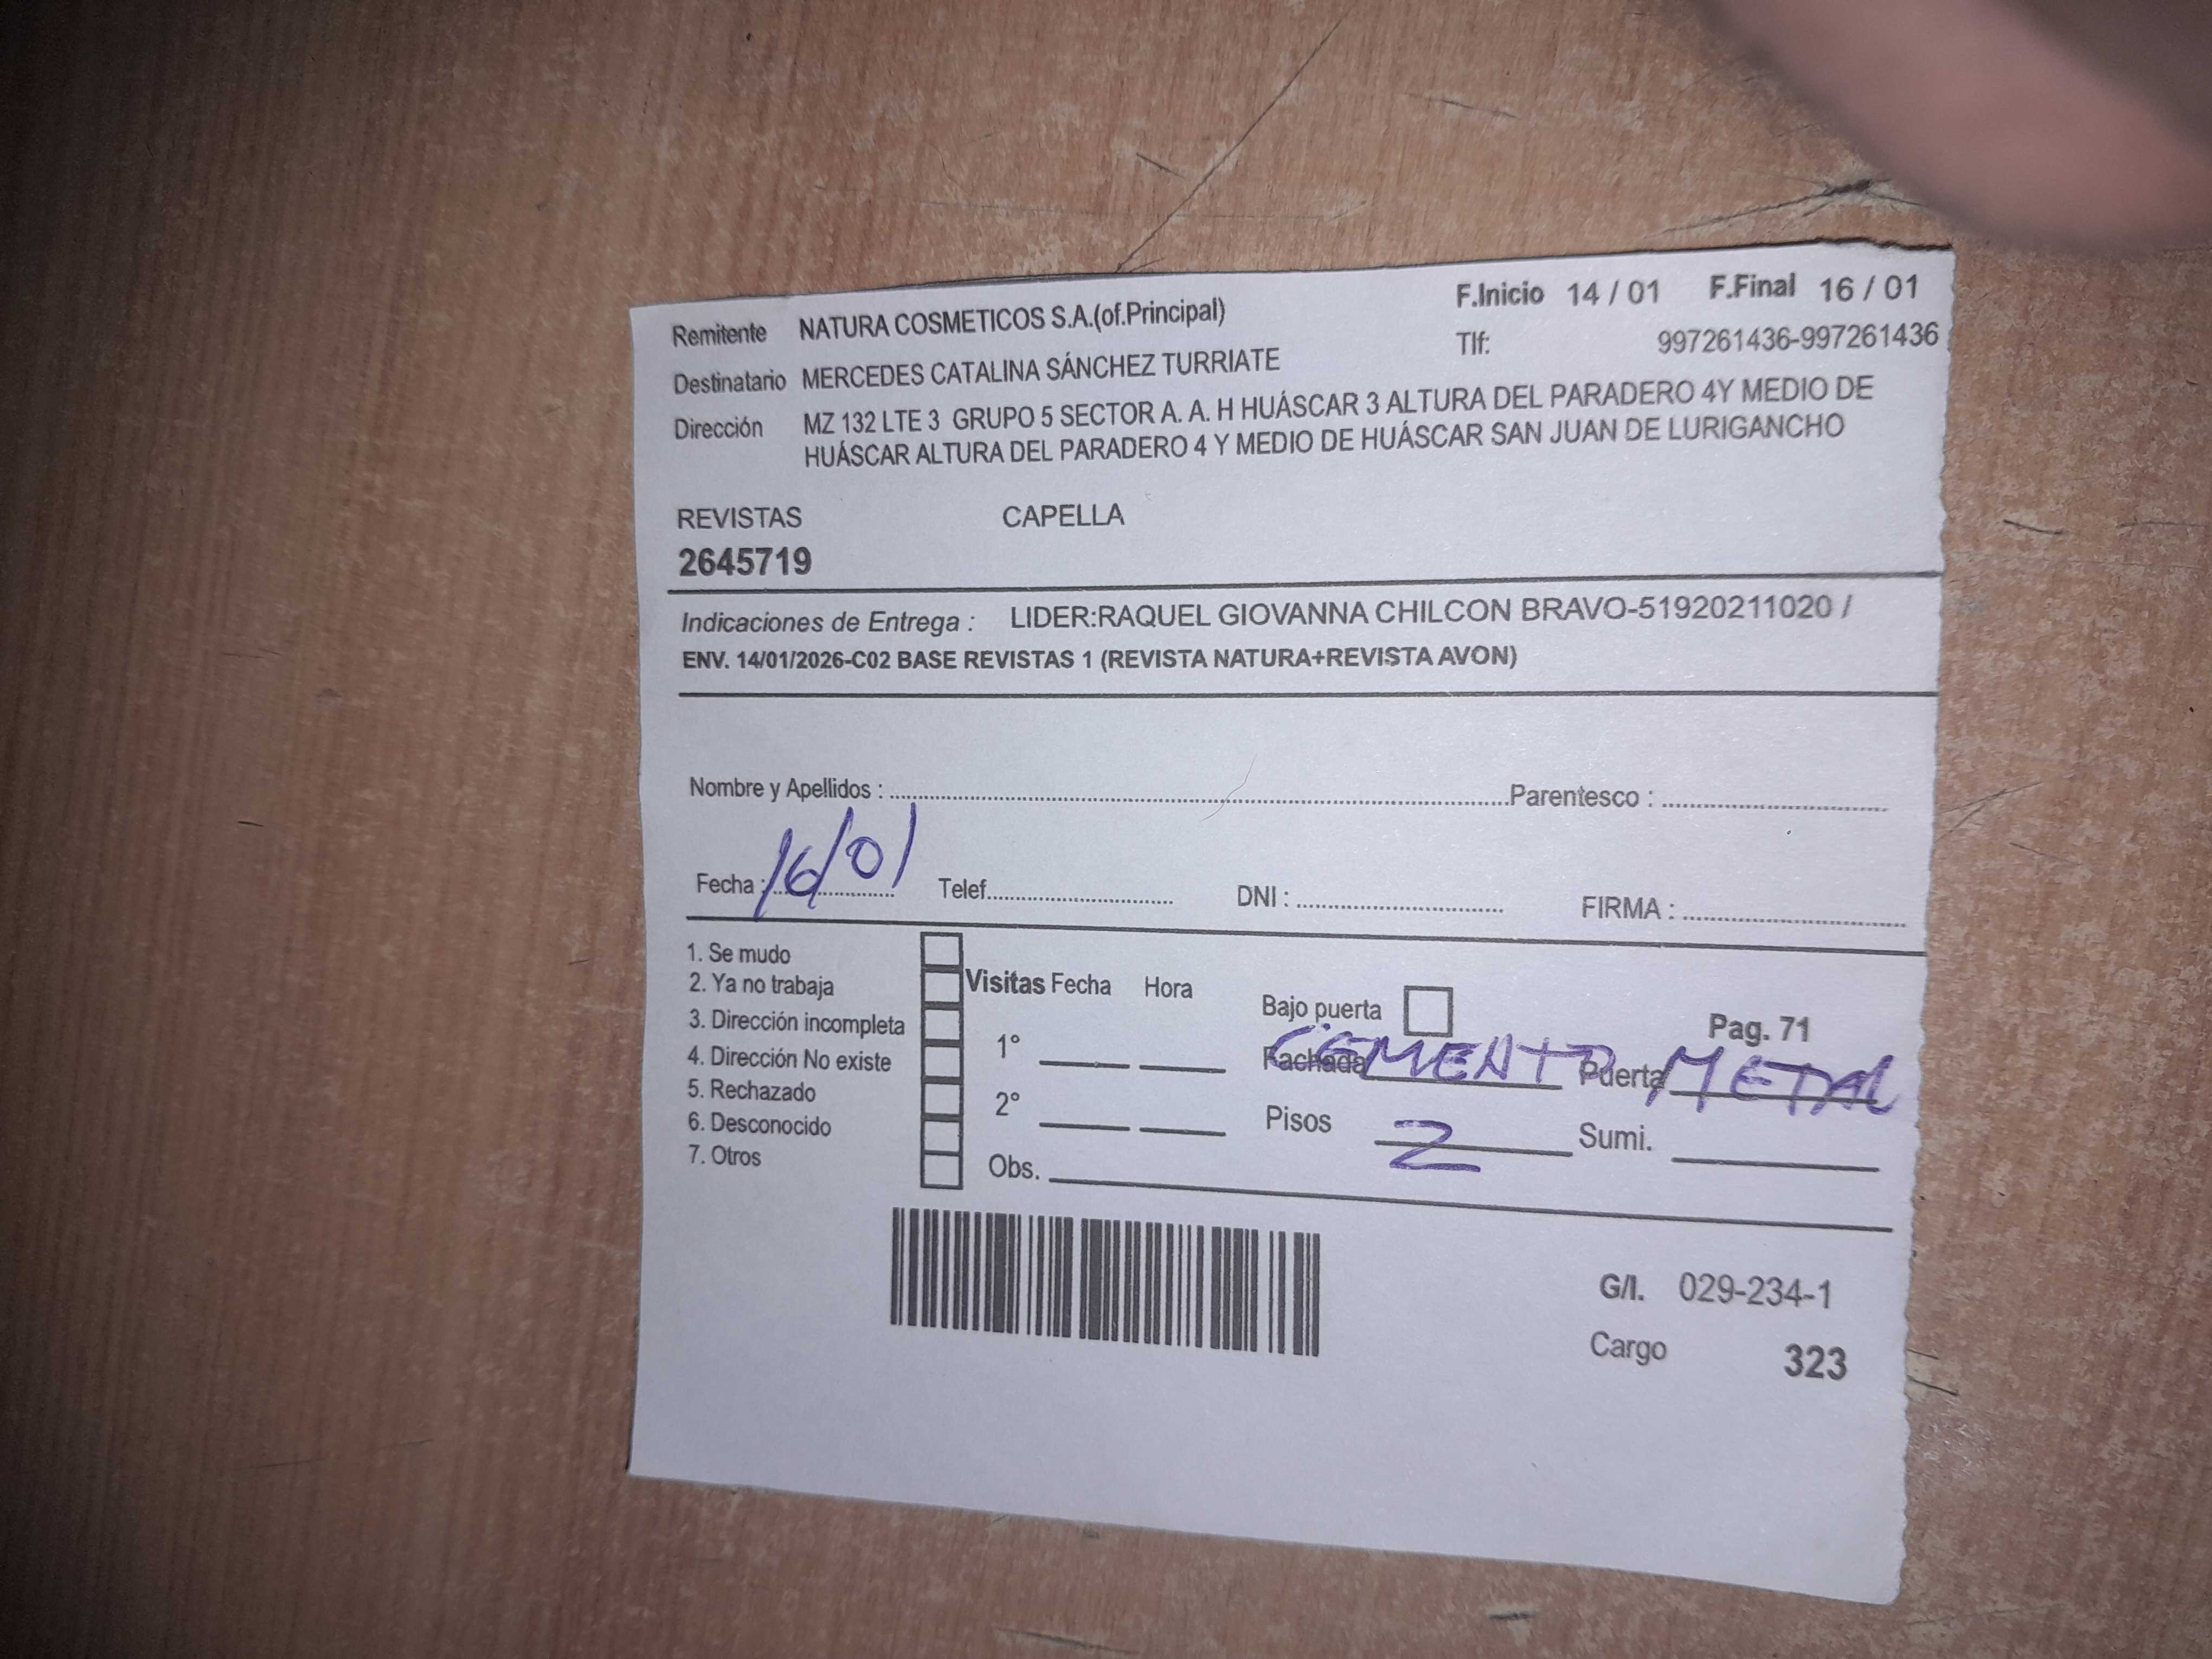 Remitente NATURA COSMETICOS S.A.(of.Principal) F.Inicio 14 / 01 F.Final 16 / 01
Destinatario MERCEDES CATALINA SÁNCHEZ TURRIATE Tlf: 997261436-997261436
Dirección MZ 132 LTE 3 GRUPO 5 SECTOR A. A. H HUÁSCAR 3 ALTURA DEL PARADERO 4Y MEDIO DE
HUÁSCAR ALTURA DEL PARADERO 4 Y MEDIO DE HUÁSCAR SAN JUAN DE LURIGANCHO
REVISTAS CAPELLA
2645719
Indicaciones de Entrega : LIDER:RAQUEL GIOVANNA CHILCON BRAVO-51920211020 /
ENV. 14/01/2026-C02 BASE REVISTAS 1 (REVISTA NATURA+REVISTA AVON)
Nombre y Apellidos : Parentesco :
Fecha : 16/01 Telef. DNI : FIRMA :
1. Se mudo
2. Ya no trabaja
3. Dirección incompleta
4. Dirección No existe
5. Rechazado
6. Desconocido
7. Otros
Visitas Fecha Hora
1°
2°
Obs.
Bajo puerta Pag. 71
Fachada CEMENTO Puerta METAL
Pisos 2 Sumi.
G/I. 029-234-1
Cargo 323